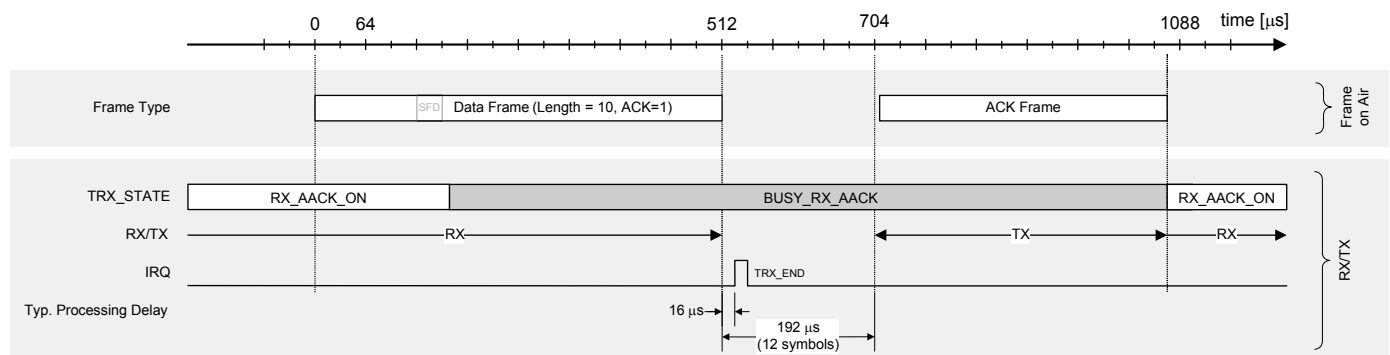 0 64 512 704 1088 time [μs]
Frame Type
SFD
Data Frame (Length = 10, ACK=1)
ACK Frame
Frame
on Air
TRX_STATE
RX_AACK_ON
BUSY_RX_AACK
RX_AACK_ON
RX/TX
RX
TX
RX
IRQ
TRX_END
RX/TX
Typ. Processing Delay
16 μs
192 μs
(12 symbols)